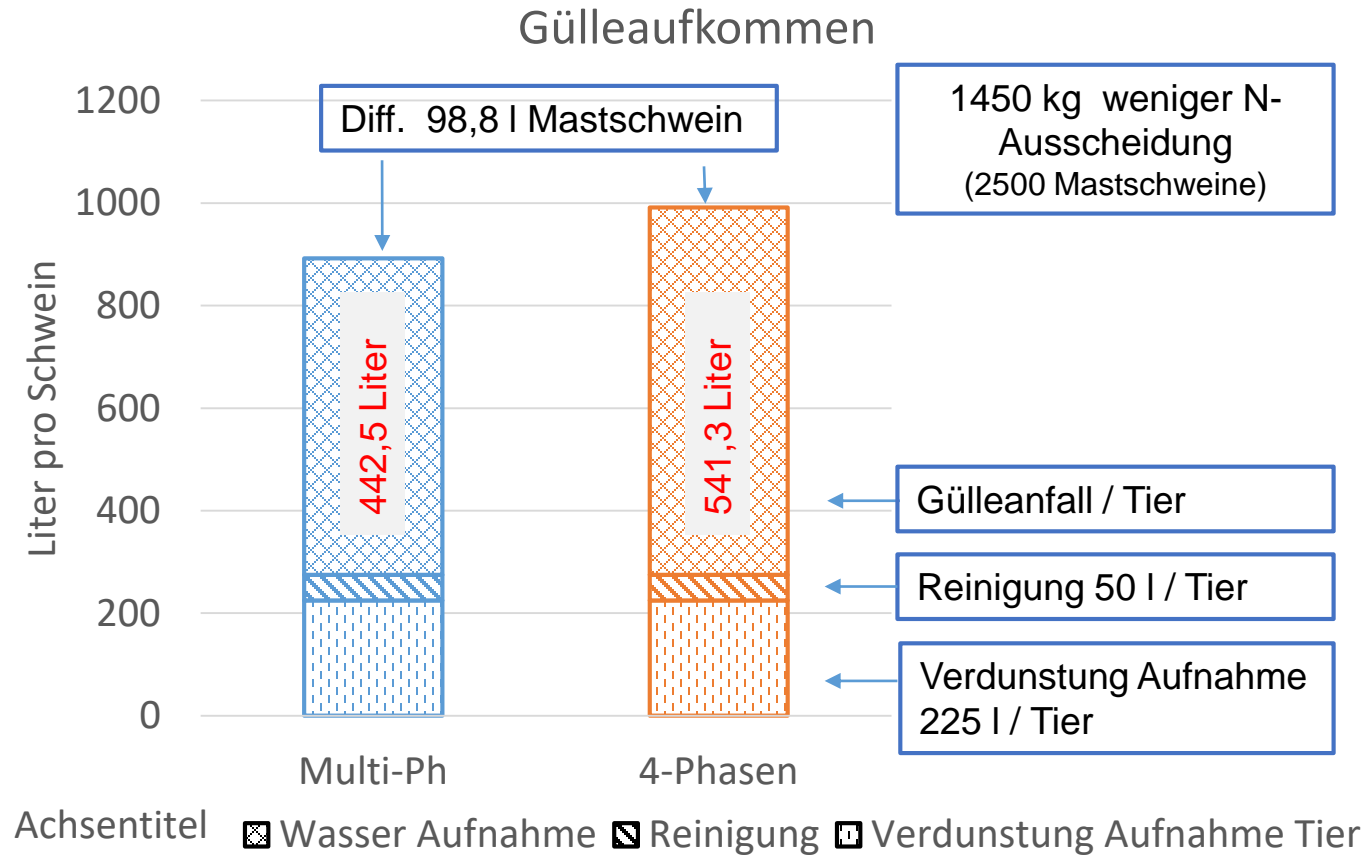 Gülleaufkommen
Diff. 98,8 l Mastschwein
1450 kg weniger N-
Ausscheidung
(2500 Mastschweine)
Liter pro Schwein
1200
1000
800
600
400
200
0
442,5 Liter
541,3 Liter
Gülleanfall / Tier
Reinigung 50 l / Tier
Verdunstung Aufnahme
225 l / Tier
Multi-Ph
4-Phasen
Achsentitel
Wasser Aufnahme
Reinigung
Verdunstung Aufnahme Tier